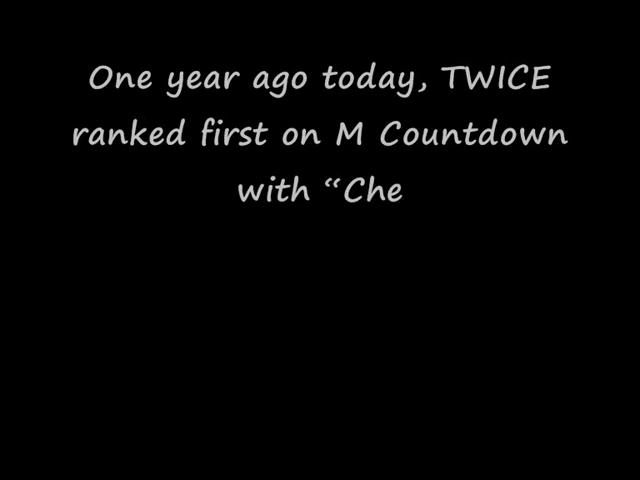 One year ago today, TWICE
ranked first on M Countdown
with “Che